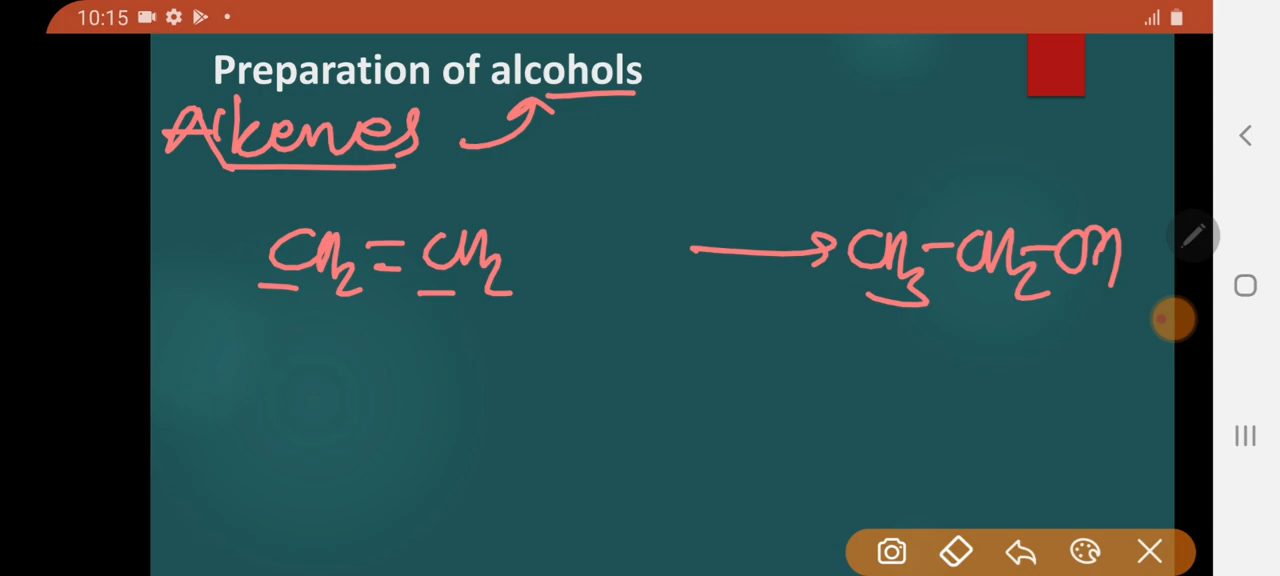 10:15
Preparation of alcohols
Alkenes
CH2=CH2 → CH3-CH2-OH